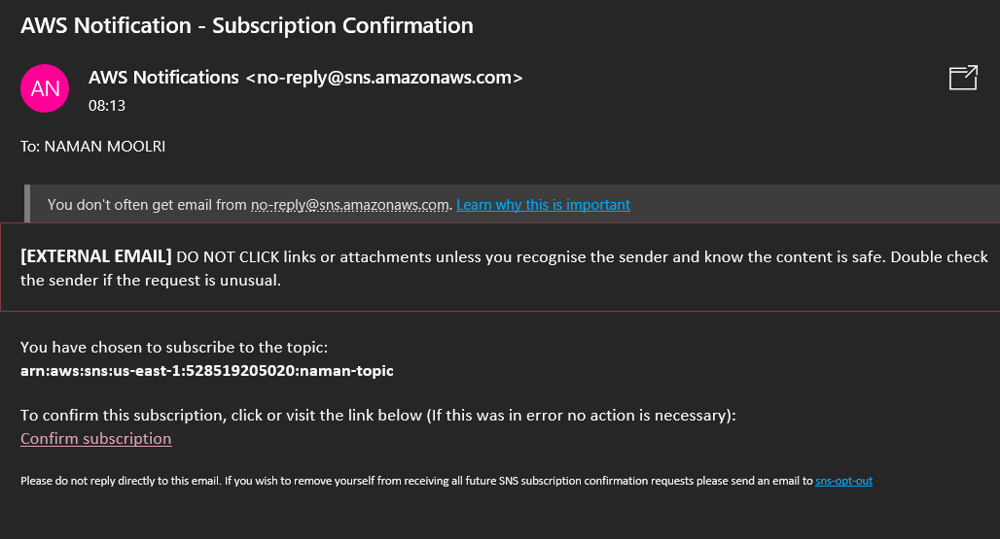 AWS Notification - Subscription Confirmation
AN
AWS Notifications <no-reply@sns.amazonaws.com>
08:13
To: NAMAN MOOLRI
You don't often get email from no-reply@sns.amazonaws.com. Learn why this is important
[EXTERNAL EMAIL] DO NOT CLICK links or attachments unless you recognise the sender and know the content is safe. Double check
the sender if the request is unusual.
You have chosen to subscribe to the topic:
arn:aws:sns:us-east-1:528519205020:naman-topic
To confirm this subscription, click or visit the link below (If this was in error no action is necessary):
Confirm subscription
Please do not reply directly to this email. If you wish to remove yourself from receiving all future SNS subscription confirmation requests please send an email to sns-opt-out